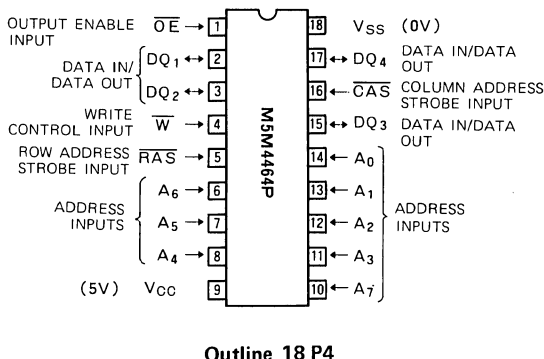 OUTPUT ENABLE INPUT
O̅E̅ 1
DATA IN/ DATA OUT
DQ1 2
DQ2 3
WRITE CONTROL INPUT
W̅ 4
ROW ADDRESS STROBE INPUT
R̅A̅S̅ 5
ADDRESS INPUTS
A6 6
A5 7
A4 8
(5V) VCC 9
M5M4464P
18 VSS (0V)
17 DQ4 DATA IN/DATA OUT
16 C̅A̅S̅ COLUMN ADDRESS STROBE INPUT
15 DQ3 DATA IN/DATA OUT
14 A0
13 A1
12 A2
11 A3
10 A7
ADDRESS INPUTS
Outline 18 P4